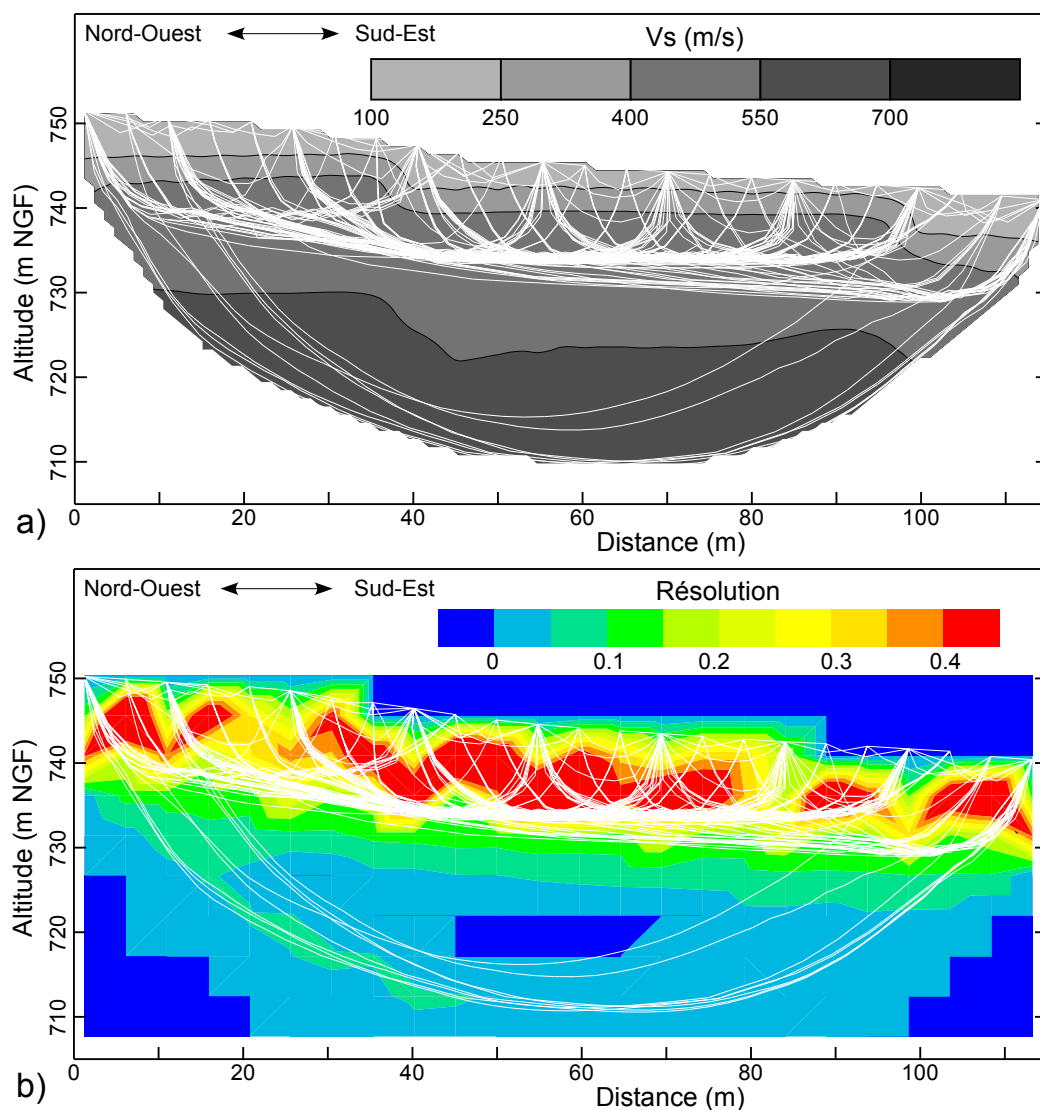 Nord-Ouest Sud-Est
Vs (m/s)
100 250 400 550 700
Altitude (m NGF)
750
740
730
720
710
0 20 40 60 80 100
Distance (m)
a)
Nord-Ouest Sud-Est
Résolution
0 0.1 0.2 0.3 0.4
Altitude (m NGF)
750
740
730
720
710
0 20 40 60 80 100
Distance (m)
b)